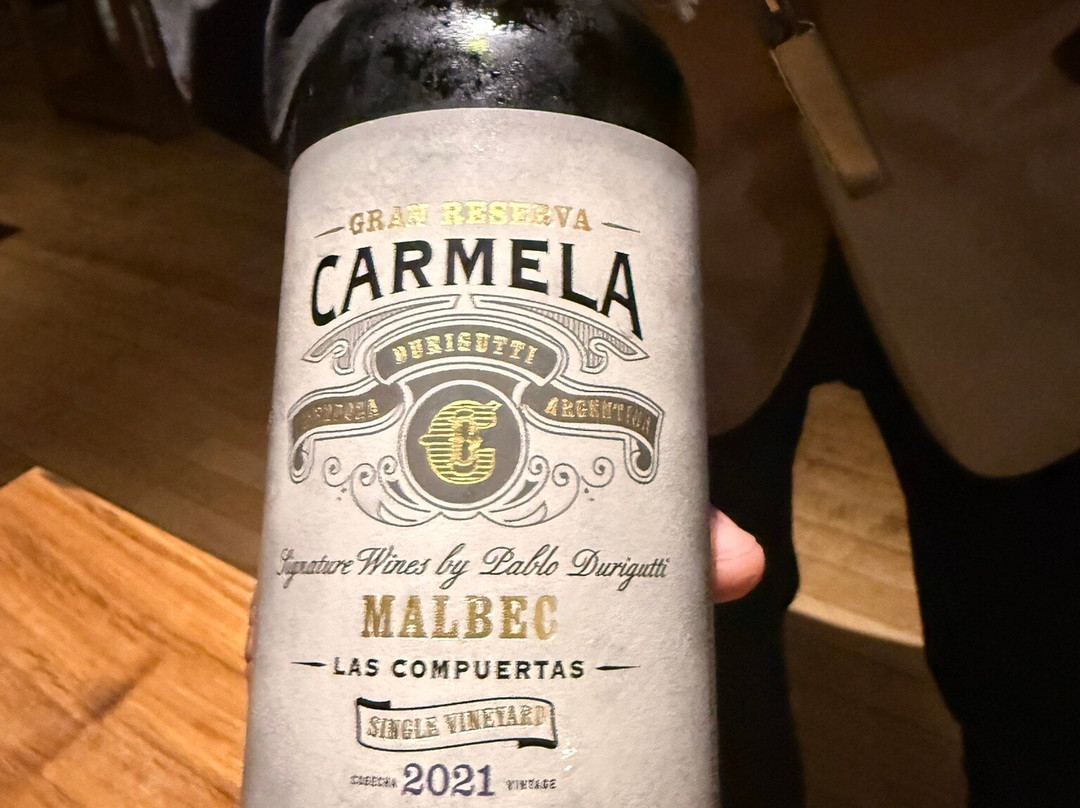 GRAN RESERVA
CARMELA
DURIGUTTI
MENDOZA ARGENTINA
C
Signature Wines by Pablo Durigutti
MALBEC
LAS COMPUERTAS
SINGLE VINEYARD
COSECHA 2021 VINTAGE